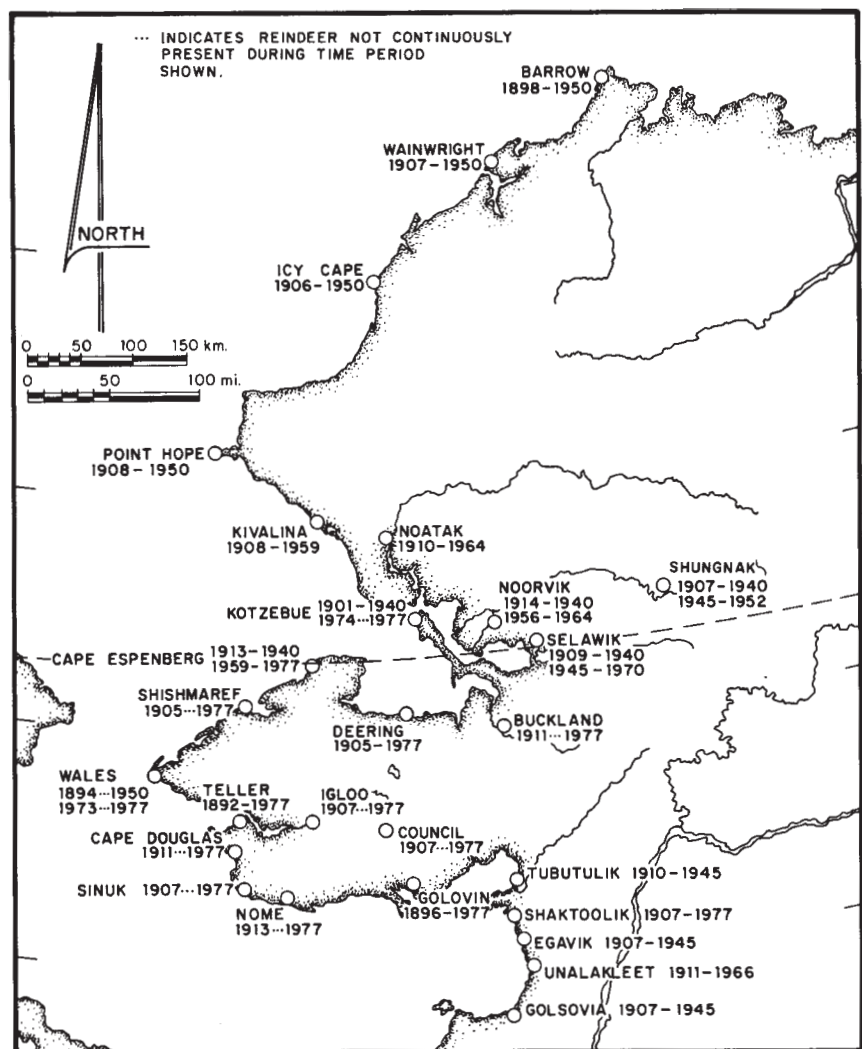 ··· INDICATES REINDEER NOT CONTINUOUSLY
PRESENT DURING TIME PERIOD
SHOWN.
BARROW
1898-1950
WAINWRIGHT
1907-1950
NORTH
ICY CAPE
1906-1950
0 50 100 150 km.
0 50 100 mi.
POINT HOPE
1908-1950
KIVALINA
1908-1959
NOATAK
1910-1964
SHUNGNAK
1907-1940
1945-1952
NOORVIK
1914-1940
1956-1964
KOTZEBUE 1901-1940
1974···1977
SELAWIK
1909-1940
1945-1970
CAPE ESPENBERG 1913-1940
1959-1977
SHISHMAREF
1905···1977
DEERING
1905-1977
BUCKLAND
1911···1977
WALES
1894···1950
1973···1977
TELLER
1892-1977
IGLOO
1907···1977
CAPE DOUGLAS
1911···1977
COUNCIL
1907···1977
SINUK 1907···1977
NOME
1913···1977
GOLOVIN
1896-1977
TUBUTULIK 1910-1945
SHAKTOOLIK 1907-1977
EGAVIK 1907-1945
UNALAKLEET 1911-1966
GOLSOVIA 1907-1945